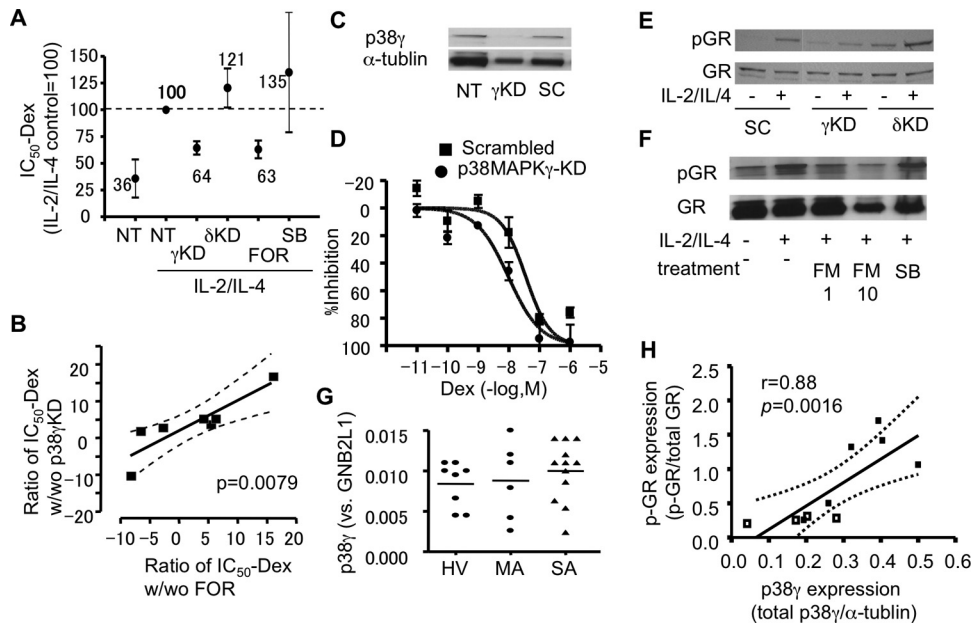 A
IC50-Dex
(IL-2/IL-4 control=100)
150
125
100
75
50
25
0
36
100
64
121
63
135
NT
NT
γKD
δKD
FOR
SB
IL-2/IL-4
B
Ratio of IC50-Dex
w/wo p38γKD
20
10
0
−10
−20
p=0.0079
−10
−5
0
5
10
15
20
Ratio of IC50-Dex
w/wo FOR
C
p38γ
α-tublin
NT γKD SC
D
Scrambled
p38MAPKγ-KD
%Inhibition
−20
0
20
40
60
80
100
−11 −10 −9 −8 −7 −6 −5
Dex (-log,M)
G
p38γ (vs. GNB2L1)
0.015
0.010
0.005
0.000
HV MA SA
E
pGR
GR
IL-2/IL/4 - + - + - +
SC γKD δKD
F
pGR
GR
IL-2/IL-4 - + + + +
treatment - - FM FM SB
1 10
H
r=0.88
p=0.0016
p-GR expression
(p-GR/total GR)
2.5
2.0
1.5
1.0
0.5
0.0
0.0 0.1 0.2 0.3 0.4 0.5 0.6
p38γ expression
(total p38γ/α-tublin)